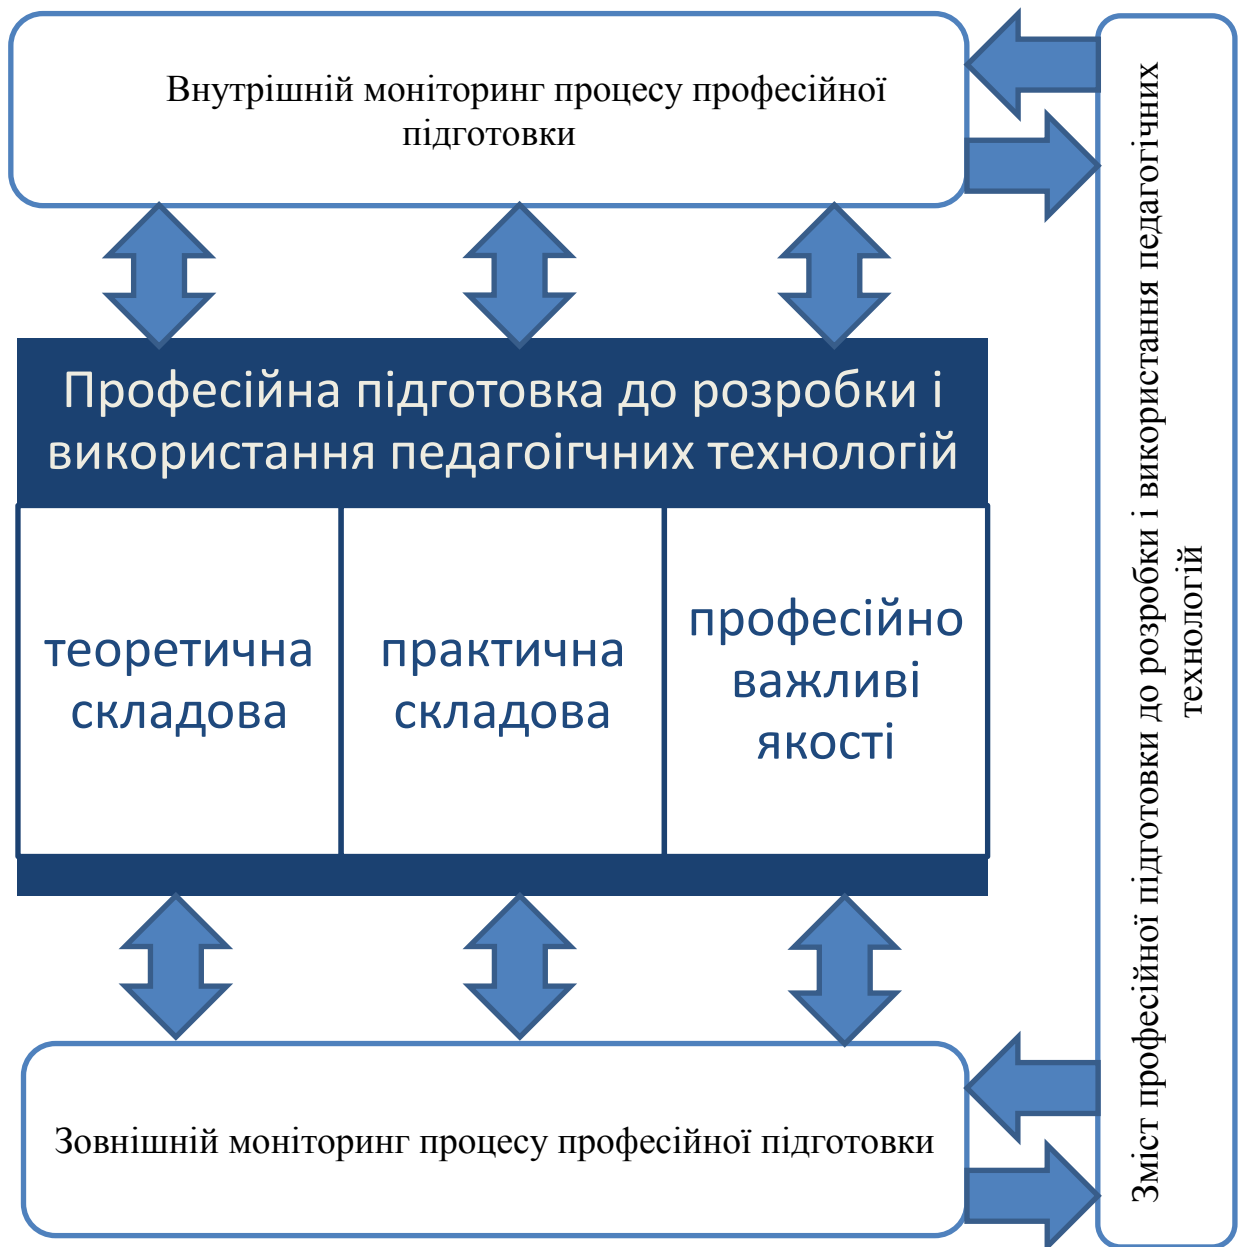 Внутрішній моніторинг процесу професійної
підготовки
Професійна підготовка до розробки і
використання педагоігчних технологій
теоретична
складова
практична
складова
професійно
важливі
якості
Зовнішній моніторинг процесу професійної підготовки
Зміст професійної підготовки до розробки і використання педагогічних
технологій